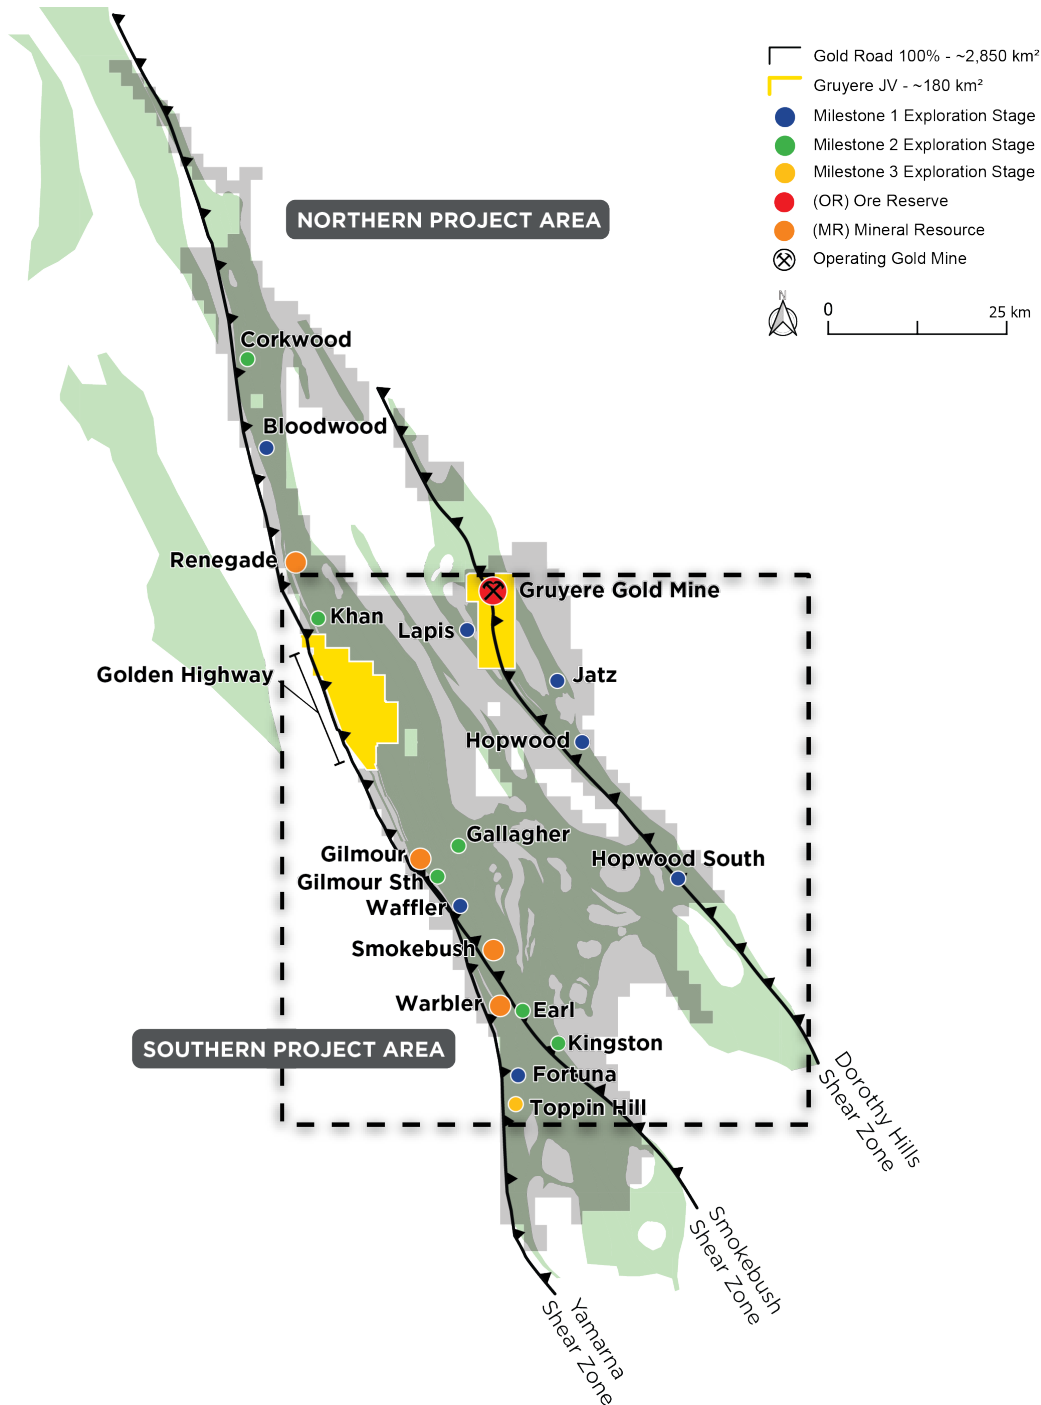 Gold Road 100% - ~2,850 km²
Gruyere JV - ~180 km²
Milestone 1 Exploration Stage
Milestone 2 Exploration Stage
Milestone 3 Exploration Stage
(OR) Ore Reserve
(MR) Mineral Resource
Operating Gold Mine
N
0
25 km
NORTHERN PROJECT AREA
Corkwood
Bloodwood
Renegade
Gruyere Gold Mine
Khan
Lapis
Golden Highway
Jatz
Hopwood
Gallagher
Gilmour
Hopwood South
Gilmour Sth
Waffler
Smokebush
Warbler
Earl
SOUTHERN PROJECT AREA
Kingston
Fortuna
Toppin Hill
Dorothy Hills
Shear Zone
Smokebush
Shear Zone
Yamarna
Shear Zone